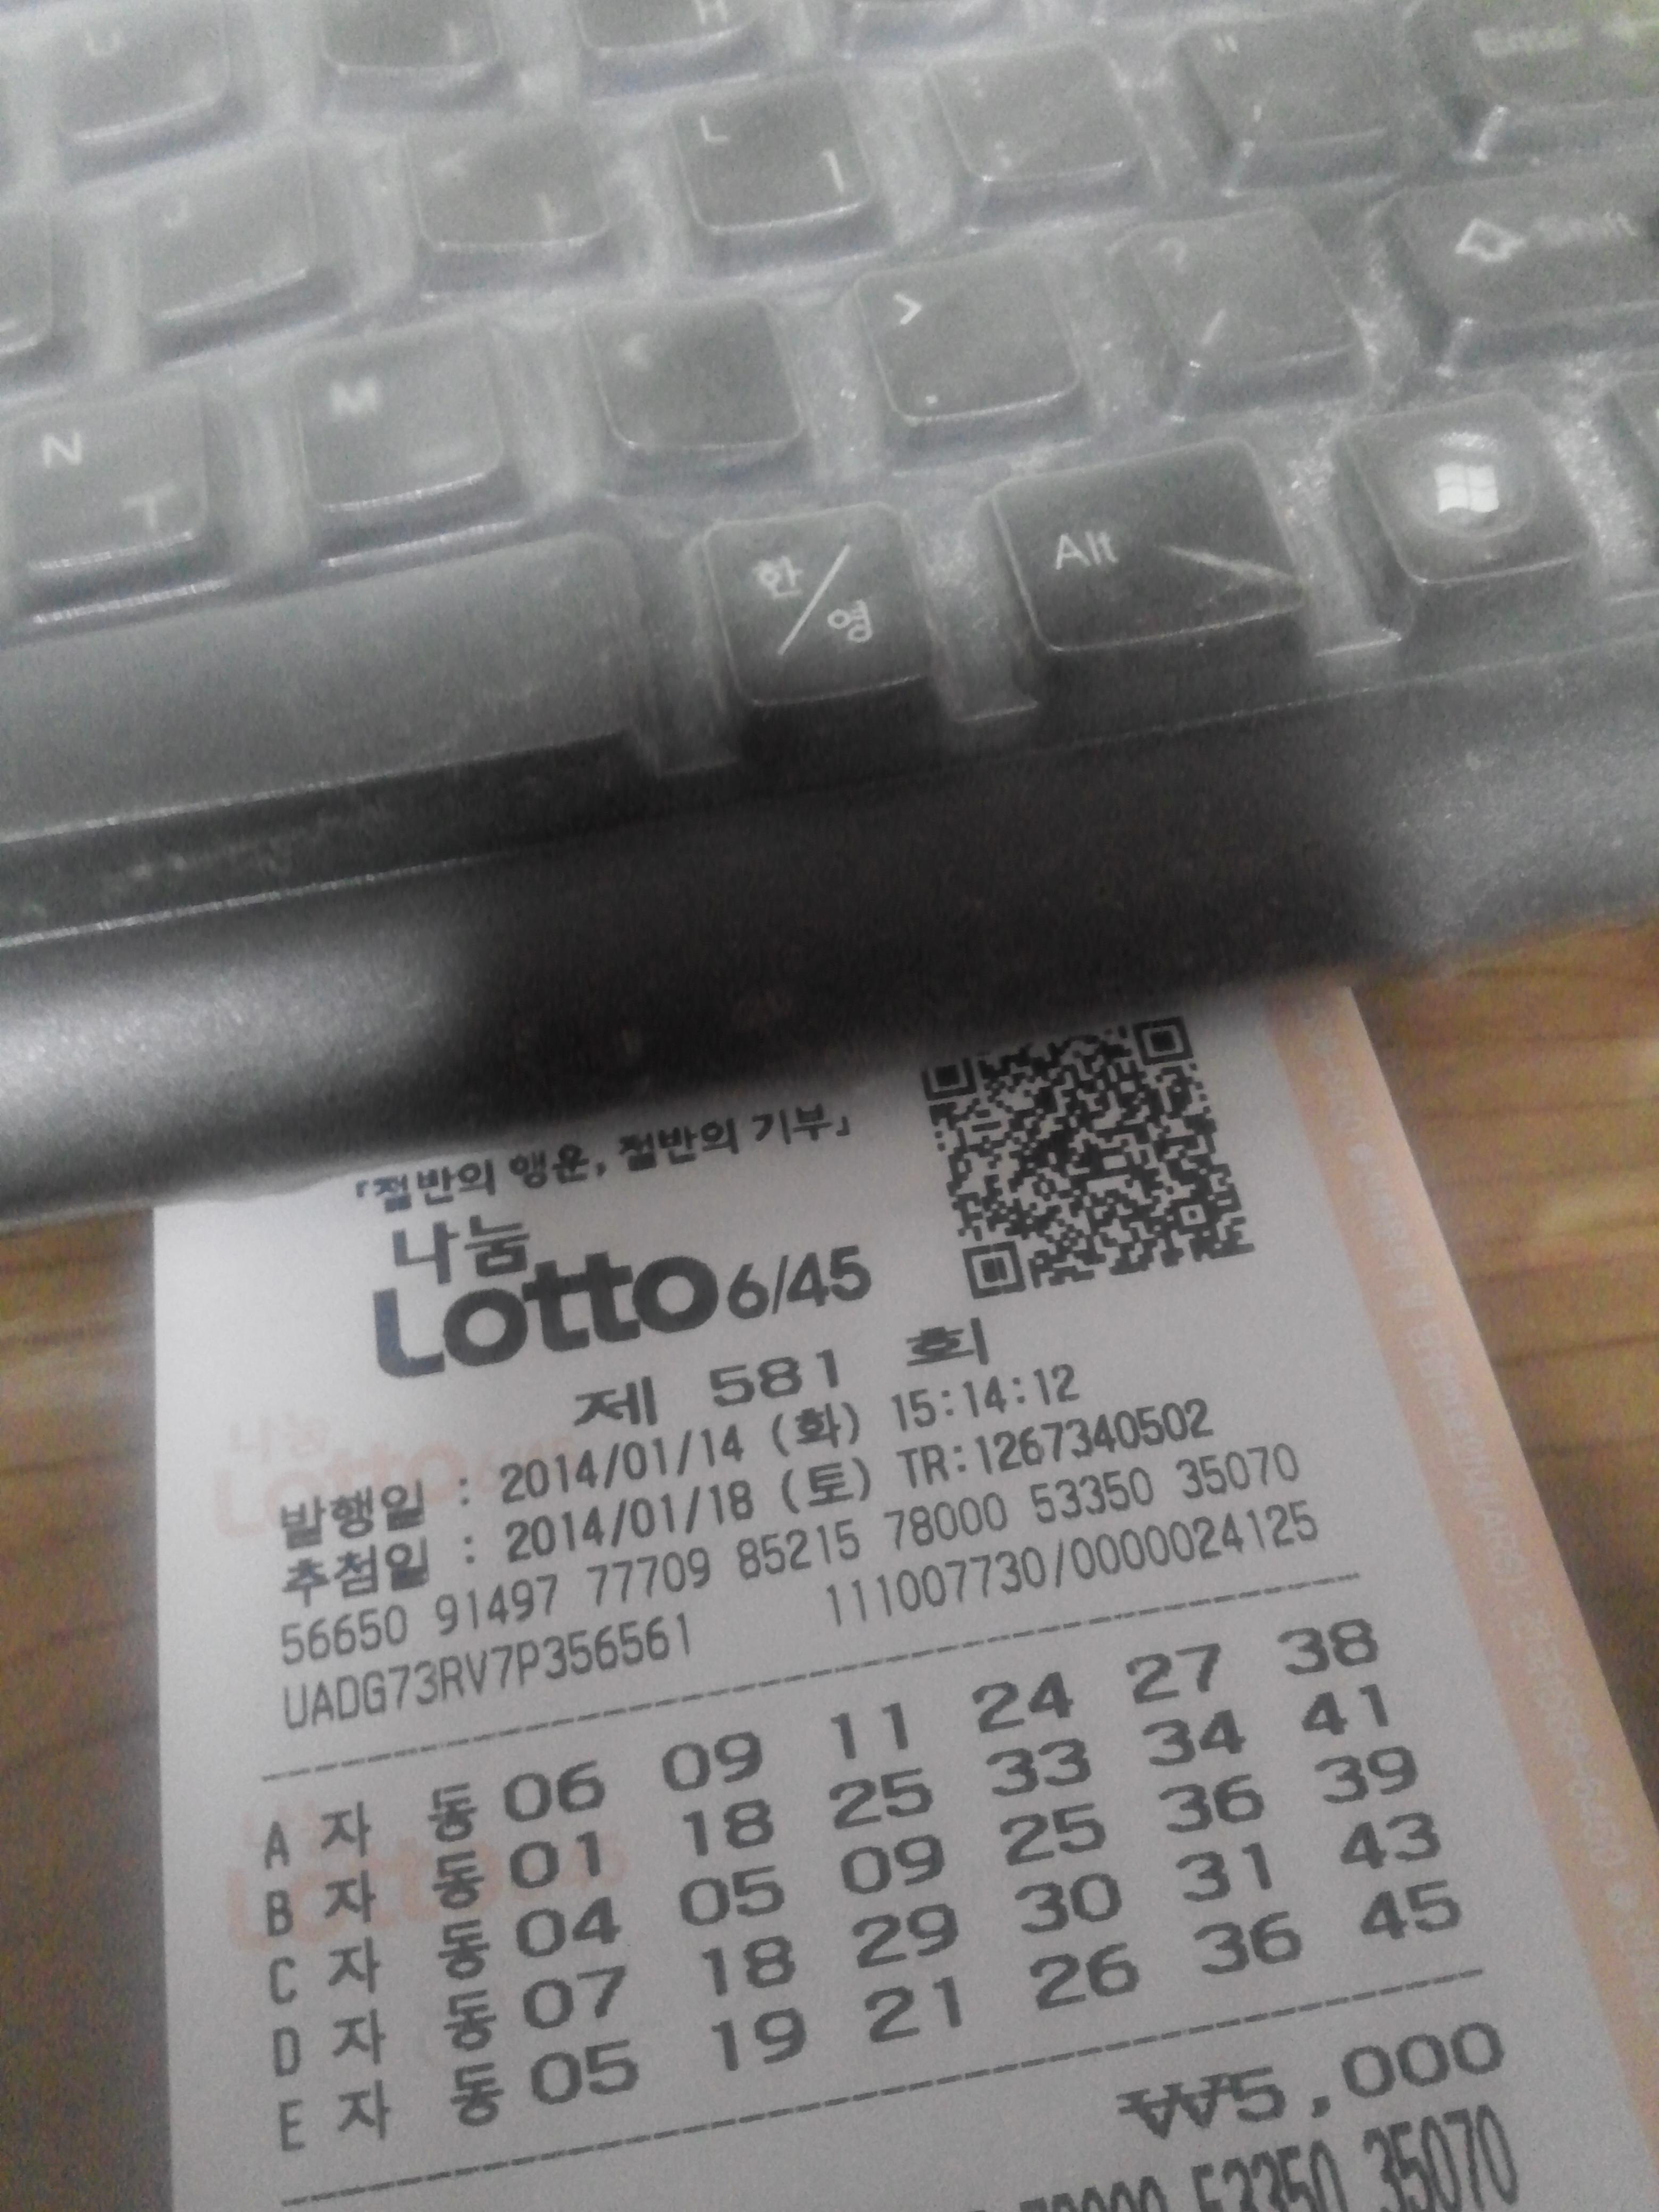 H
L
J
>
.
?
/
Shift
N
M
<
한/영
Alt
「절반의 행운, 절반의 기부」
나눔
Lotto 6/45
제 581 회
발행일 : 2014/01/14 (화) 15:14:12
추첨일 : 2014/01/18 (토) TR:1267340502
56650 91497 77709 85215 78000 53350 35070
UADG73RV7P356561 111007730/0000024125
A 자 동 06 09 11 24 27 38
B 자 동 01 18 25 33 34 41
C 자 동 04 05 09 25 36 39
D 자 동 07 18 29 30 31 43
E 자 동 05 19 21 26 36 45
₩5,000
78000 53350 35070